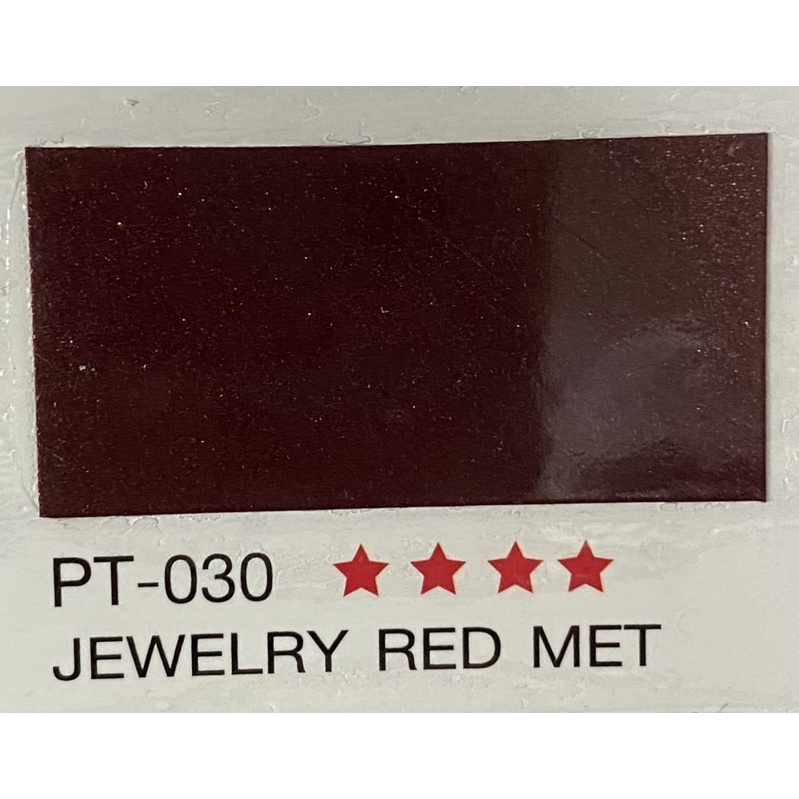 PT-030 ★★★★
JEWELRY RED MET